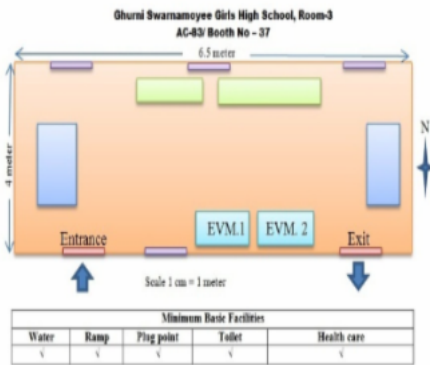 Ghurni Swarnamoyee Girls High School, Room-3
AC-83/ Booth No – 37
6.5 meter
4 meter
N
EVM.1
EVM. 2
Entrance
Exit
Scale 1 cm = 1 meter
Minimum Basic Facilities
Water Ramp Plug point Toilet Health care
√ √ √ √ √